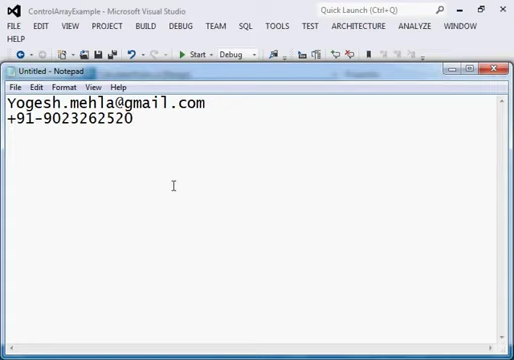 ControlArrayExample - Microsoft Visual Studio
Quick Launch (Ctrl+Q)
FILE EDIT VIEW PROJECT BUILD DEBUG TEAM SQL TOOLS TEST ARCHITECTURE ANALYZE WINDOW
HELP
Start Debug
Untitled - Notepad
File Edit Format View Help
Yogesh.mehla@gmail.com
+91-9023262520